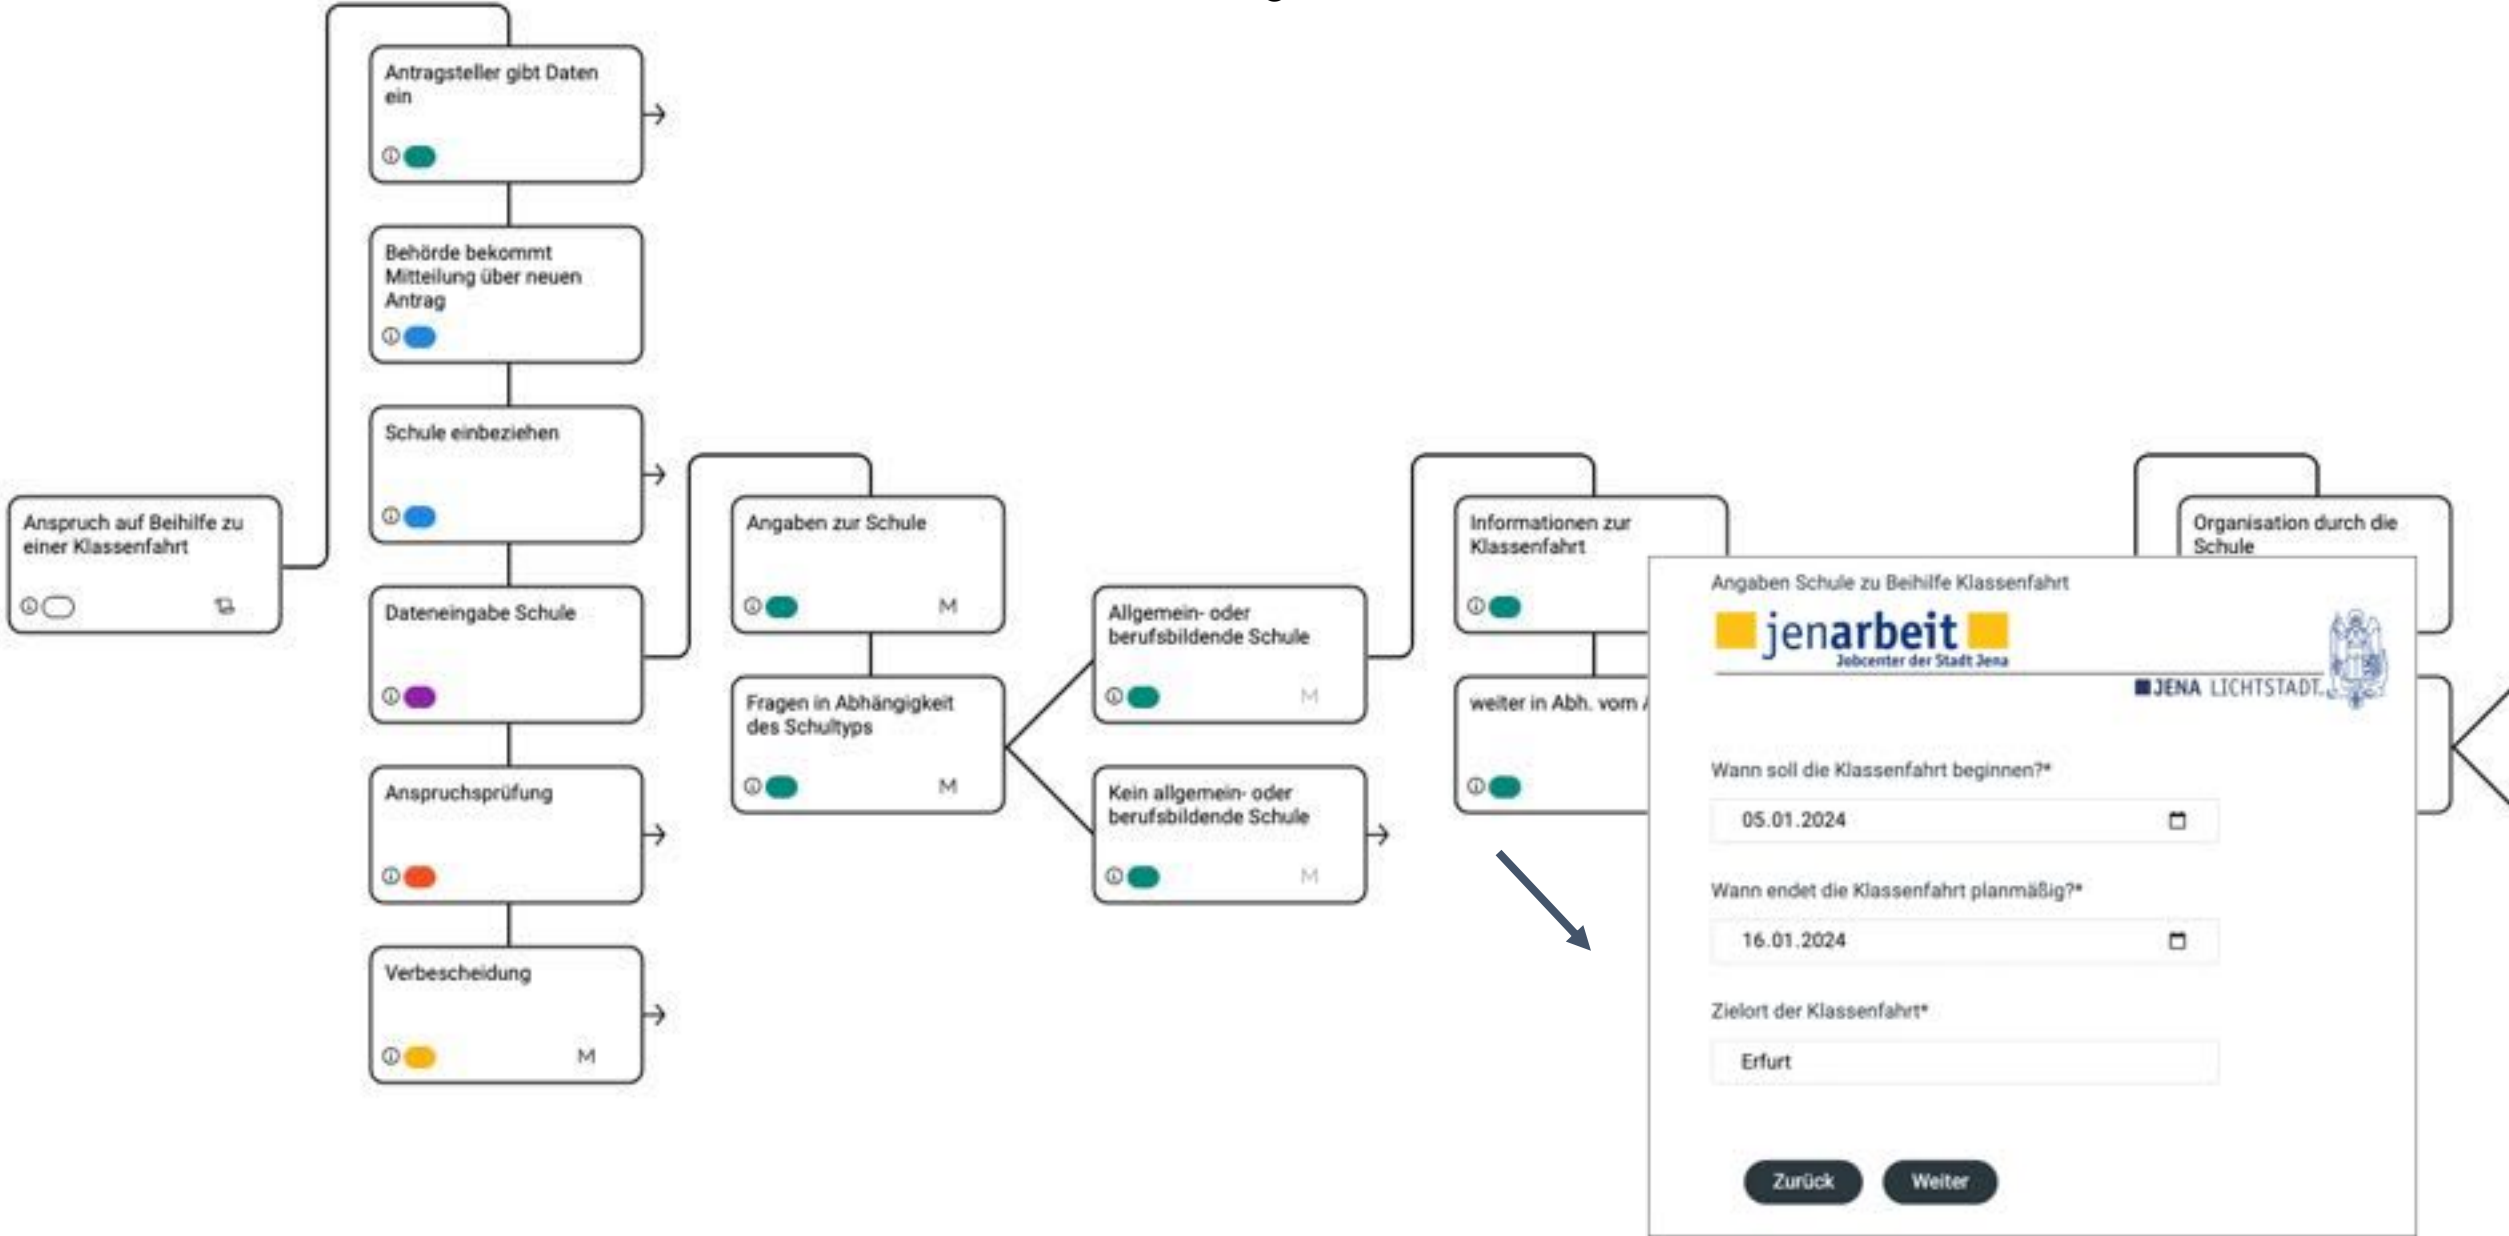 Antragsteller gibt Daten
ein
Behörde bekommt
Mitteilung über neuen
Antrag
Schule einbeziehen
Anspruch auf Beihilfe zu
einer Klassenfahrt
Dateneingabe Schule
Anspruchsprüfung
Verbescheidung
M
Angaben zur Schule
M
Fragen in Abhängigkeit
des Schultyps
M
Allgemein- oder
berufsbildende Schule
M
Kein allgemein- oder
berufsbildende Schule
M
Informationen zur
Klassenfahrt
weiter in Abh. vom
Organisation durch die
Schule
Angaben Schule zu Beihilfe Klassenfahrt
jenarbeit
Jobcenter der Stadt Jena
JENA LICHTSTADT.
Wann soll die Klassenfahrt beginnen?*
05.01.2024
Wann endet die Klassenfahrt planmäßig?*
16.01.2024
Zielort der Klassenfahrt*
Erfurt
Zurück Weiter